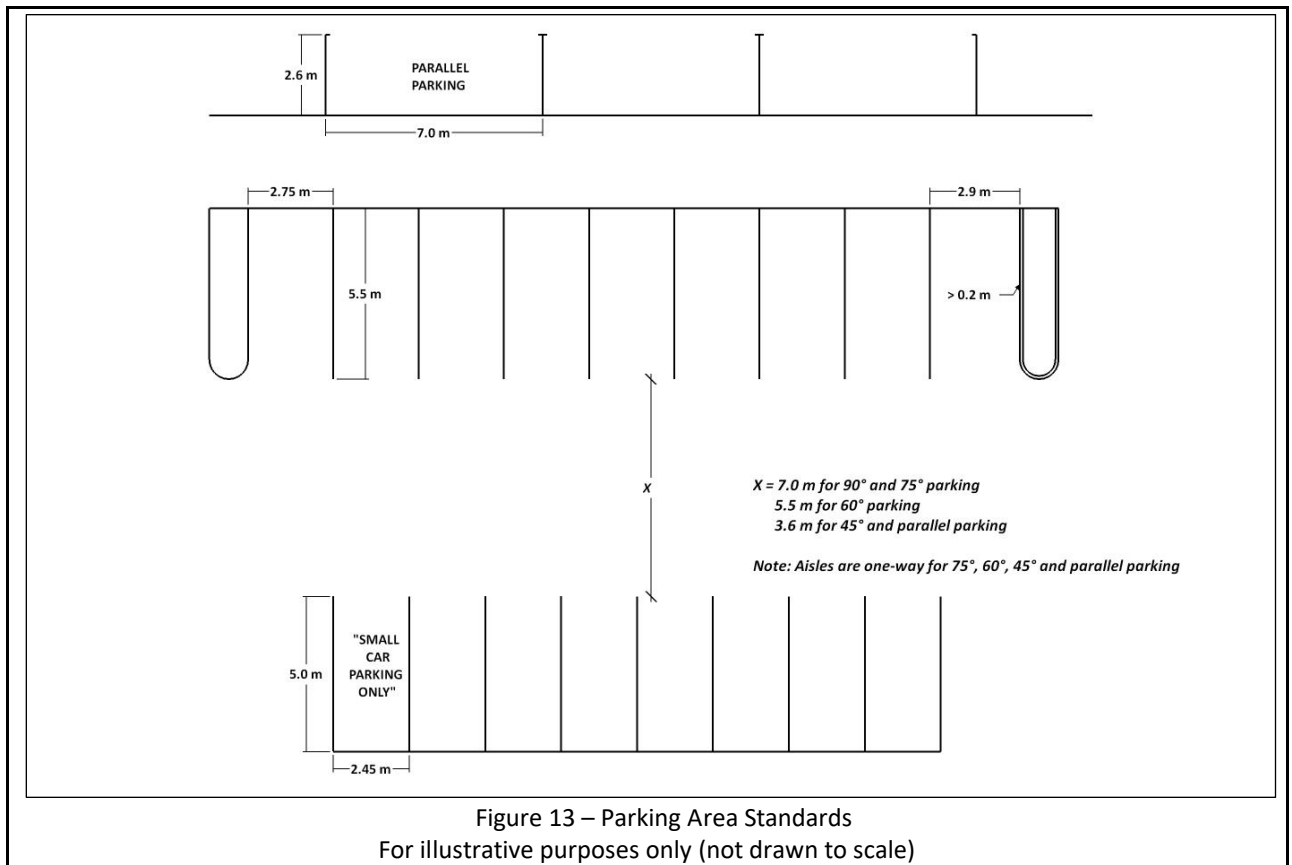 2.6 m
PARALLEL
PARKING
7.0 m
2.75 m
2.9 m
5.5 m
> 0.2 m
X
X = 7.0 m for 90° and 75° parking
5.5 m for 60° parking
3.6 m for 45° and parallel parking
Note: Aisles are one-way for 75°, 60°, 45° and parallel parking
5.0 m
"SMALL
CAR
PARKING
ONLY"
2.45 m
Figure 13 – Parking Area Standards
For illustrative purposes only (not drawn to scale)